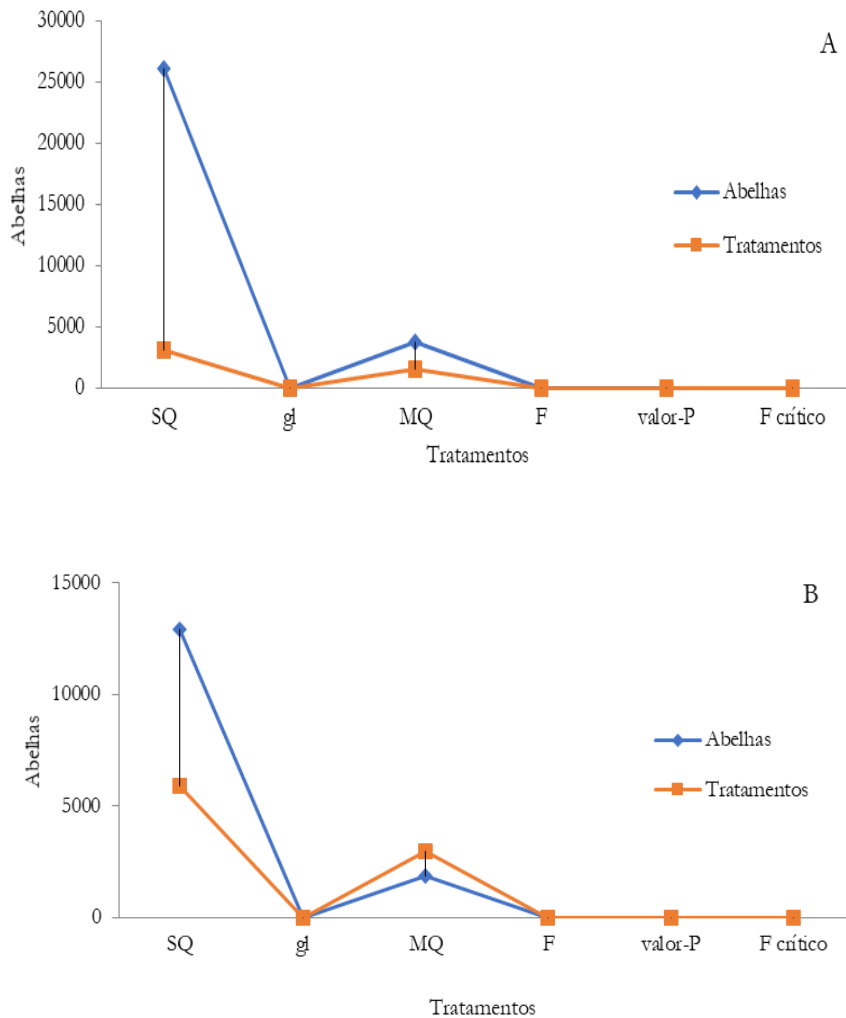 A
30000
25000
20000
15000
10000
5000
0
Abelhas
Abelhas
Tratamentos
SQ gl MQ F valor-P F crítico
Tratamentos
B
15000
10000
5000
0
Abelhas
Abelhas
Tratamentos
SQ gl MQ F valor-P F crítico
Tratamentos